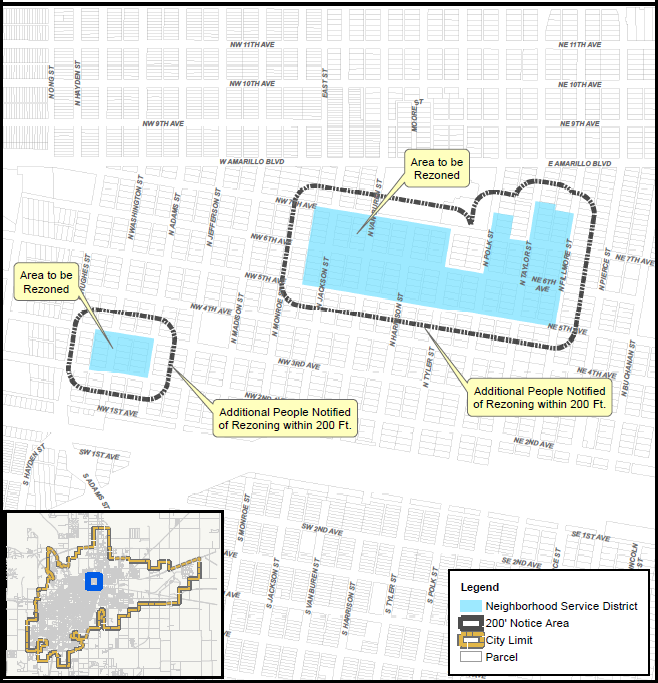 NW 11TH AVE
NE 11TH AVE
N ONG ST
N HAYDEN ST
EAST ST
NW 10TH AVE
NE 10TH AVE
MOORE ST
NW 9TH AVE
NE 9TH AVE
W AMARILLO BLVD
E AMARILLO BLVD
Area to be
Rezoned
N WASHINGTON ST
N ADAMS ST
N JEFFERSON ST
NW 7TH AVE
N VAN BUREN ST
NW 6TH AVE
N POLK ST
N TAYLOR ST
N FILLMORE ST
N PIERCE ST
NE 7TH AVE
Area to be
Rezoned
UGHES ST
NW 5TH AVE
N JACKSON ST
NE 6TH
AVE
NW 4TH AVE
N MADISON ST
N MONROE ST
N HARRISON ST
NE 5TH AVE
NW 3RD AVE
N TYLER ST
NE 4TH AVE
N BUCHANAN ST
Additional People Notified
of Rezoning within 200 Ft.
NW 2ND AVE
Additional People Notified
of Rezoning within 200 Ft.
NW 1ST AVE
NE 2ND AVE
S HAYDEN ST
SW 1ST AVE
S ADAMS ST
S MONROE ST
SW 2ND AVE
SE 1ST AVE
AVE
SE 2ND AVE
CE ST
LINCOLN
ST
S JACKSON ST
S VAN BUREN ST
S HARRISON ST
S TYLER ST
S POLK ST
AVE
Legend
Neighborhood Service District
200' Notice Area
City Limit
Parcel